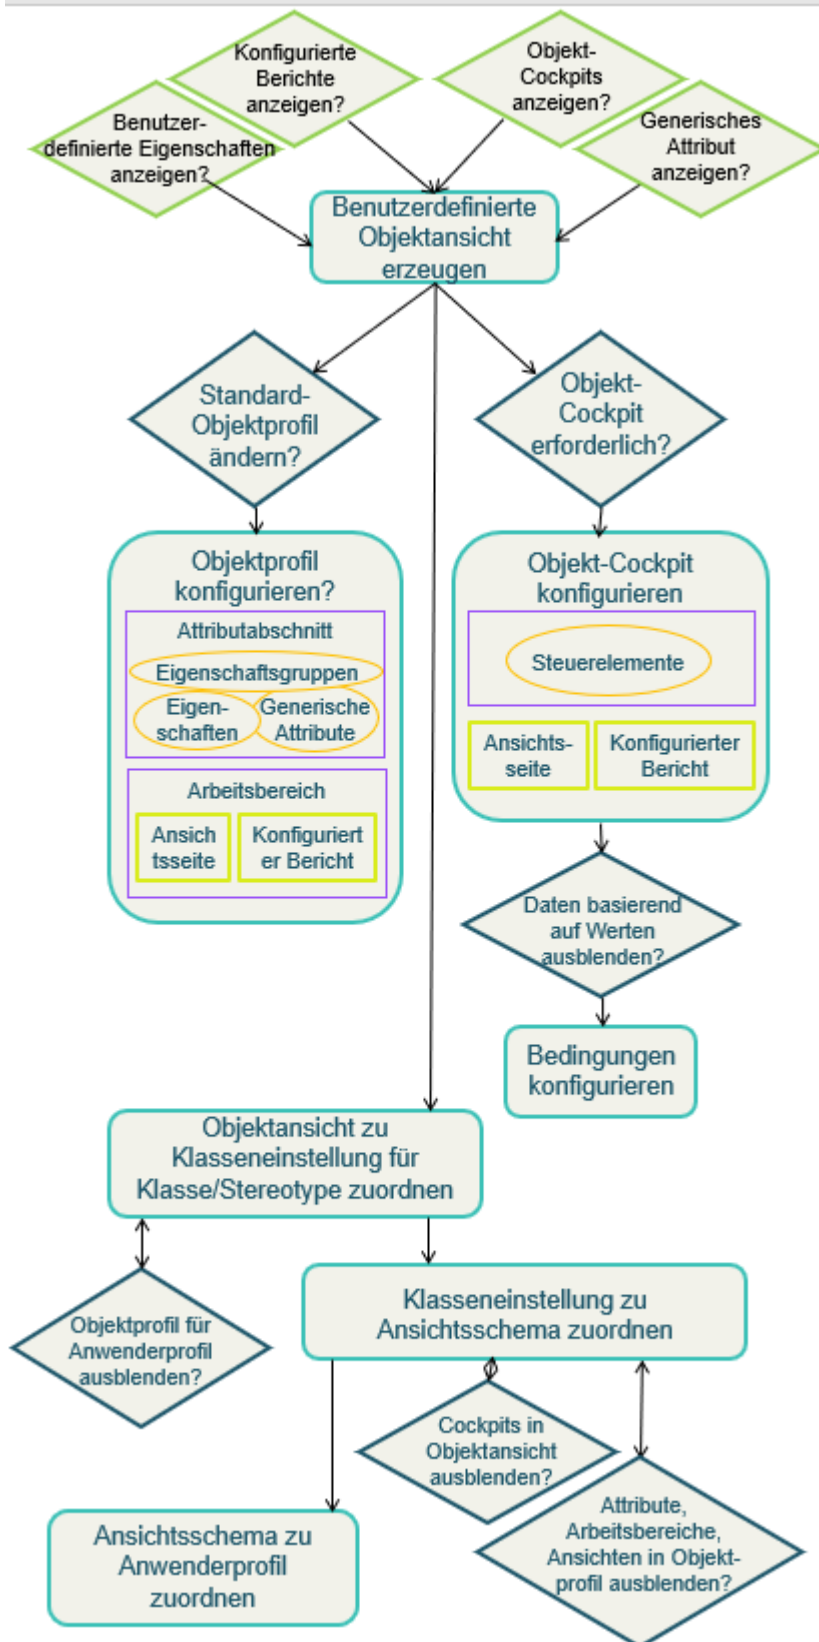 Konfigurierte
Berichte
anzeigen?
Objekt-
Cockpits
anzeigen?
Benutzer-
definierte Eigenschaften
anzeigen?
Generisches
Attribut
anzeigen?
Benutzerdefinierte
Objektansicht
erzeugen
Standard-
Objektprofil
ändern?
Objekt-
Cockpit
erforderlich?
Objektprofil
konfigurieren?
Attributabschnitt
Eigenschaftsgruppen
Eigen-
schaften
Generische
Attribute
Arbeitsbereich
Ansich
tsseite
Konfiguriert
er Bericht
Objekt-Cockpit
konfigurieren
Steuerelemente
Ansichts-
seite
Konfigurierter
Bericht
Daten basierend
auf Werten
ausblenden?
Bedingungen
konfigurieren
Objektansicht zu
Klasseneinstellung für
Klasse/Stereotype zuordnen
Objektprofil für
Anwenderprofil
ausblenden?
Klasseneinstellung zu
Ansichtsschema zuordnen
Cockpits in
Objektansicht
ausblenden?
Attribute,
Arbeitsbereiche,
Ansichten in Objekt-
profil ausblenden?
Ansichtsschema zu
Anwenderprofil
zuordnen